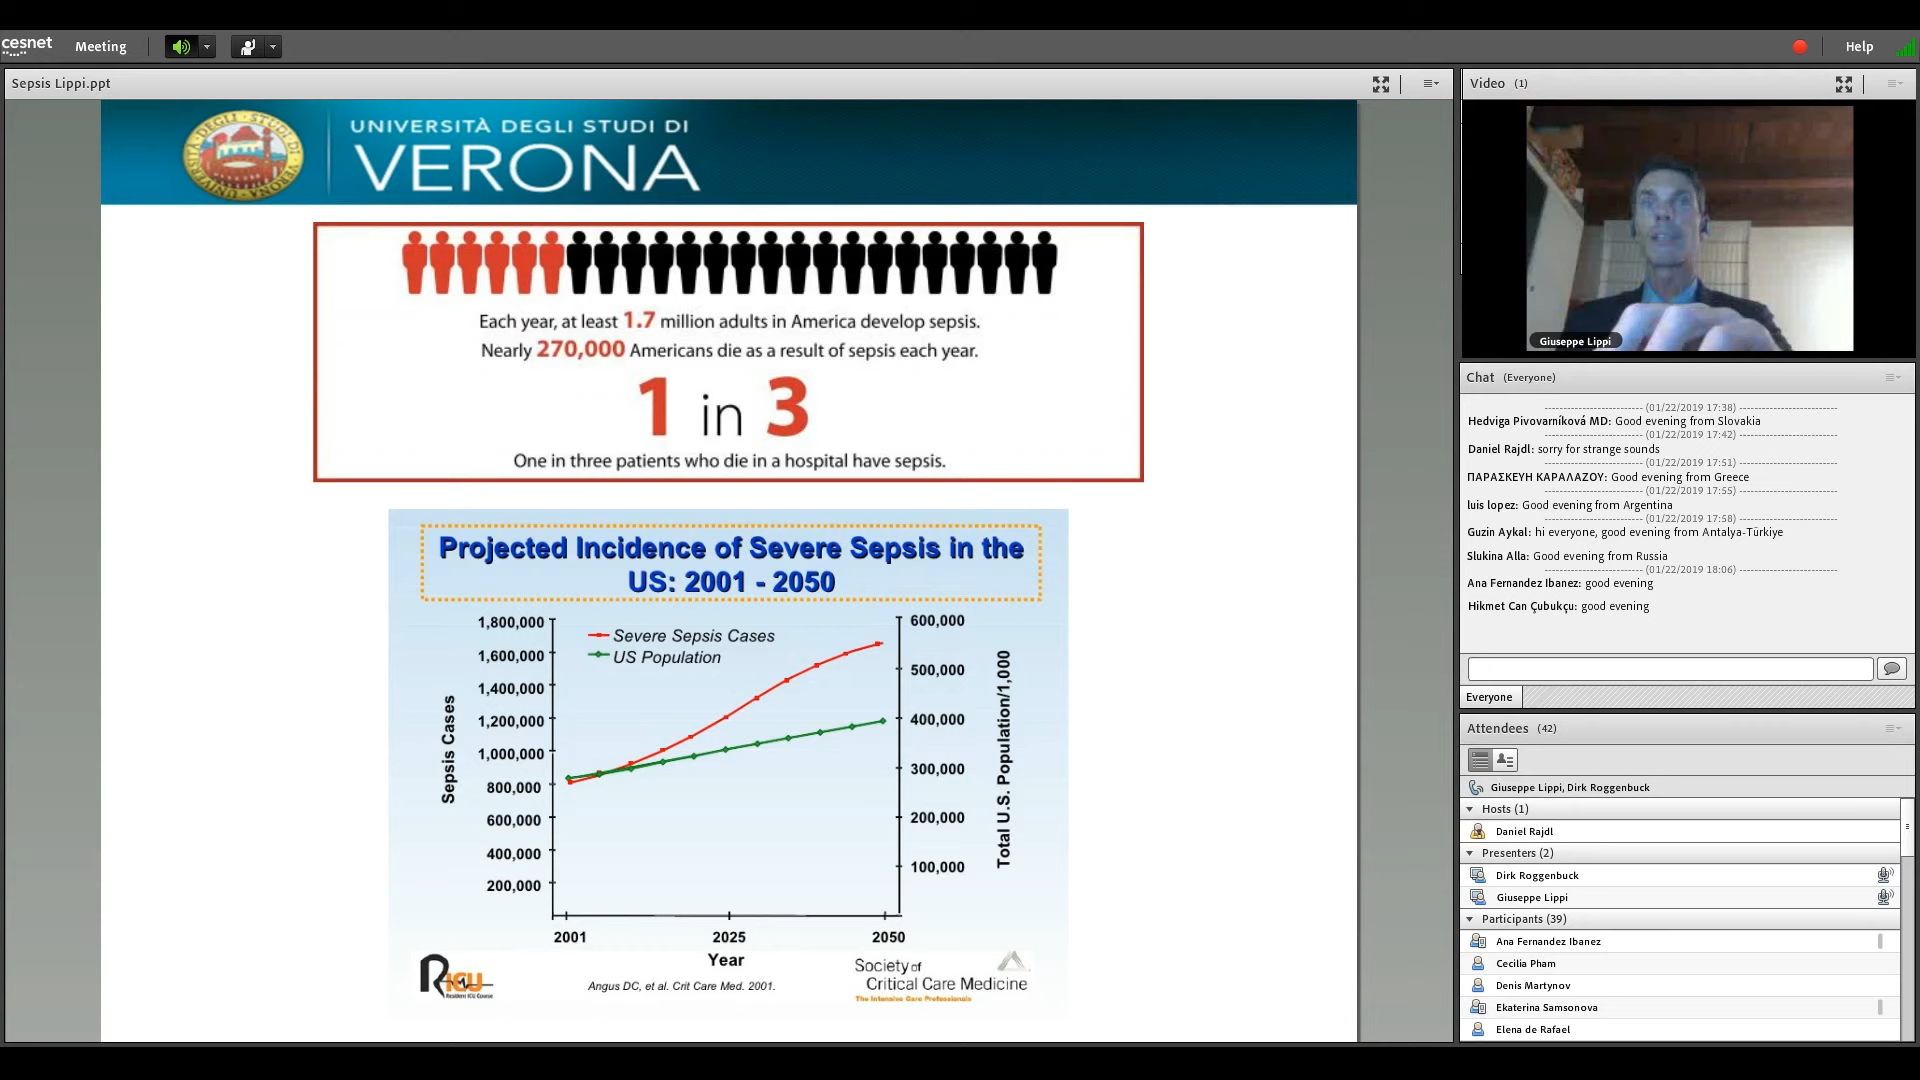 cesnet
Meeting
Help
Sepsis Lippi.ppt
UNIVERSITÀ DEGLI STUDI DI
VERONA
Each year, at least 1.7 million adults in America develop sepsis.
Nearly 270,000 Americans die as a result of sepsis each year.
1 in 3
One in three patients who die in a hospital have sepsis.
Projected Incidence of Severe Sepsis in the
US: 2001 - 2050
Severe Sepsis Cases
US Population
Sepsis Cases
1,800,000
1,600,000
1,400,000
1,200,000
1,000,000
800,000
600,000
400,000
200,000
600,000
500,000
400,000
300,000
200,000
100,000
Total U.S. Population/1,000
2001
2025
2050
Year
RICU
Resident ICU Course
Angus DC, et al. Crit Care Med. 2001.
Society of
Critical Care Medicine
The Intensive Care Professionals
Video (1)
Giuseppe Lippi
Chat (Everyone)
(01/22/2019 17:38)
Hedviga Pivovarníková MD: Good evening from Slovakia
(01/22/2019 17:42)
Daniel Rajdl: sorry for strange sounds
(01/22/2019 17:51)
ΠΑΡΑΣΚΕΥΗ ΚΑΡΑΛΑΖΟΥ: Good evening from Greece
(01/22/2019 17:55)
luis lopez: Good evening from Argentina
(01/22/2019 17:58)
Guzin Aykal: hi everyone, good evening from Antalya-Türkiye
Slukina Alla: Good evening from Russia
(01/22/2019 18:06)
Ana Fernandez Ibanez: good evening
Hikmet Can Çubukçu: good evening
Everyone
Attendees (42)
Giuseppe Lippi, Dirk Roggenbuck
Hosts (1)
Daniel Rajdl
Presenters (2)
Dirk Roggenbuck
Giuseppe Lippi
Participants (39)
Ana Fernandez Ibanez
Cecilia Pham
Denis Martynov
Ekaterina Samsonova
Elena de Rafael